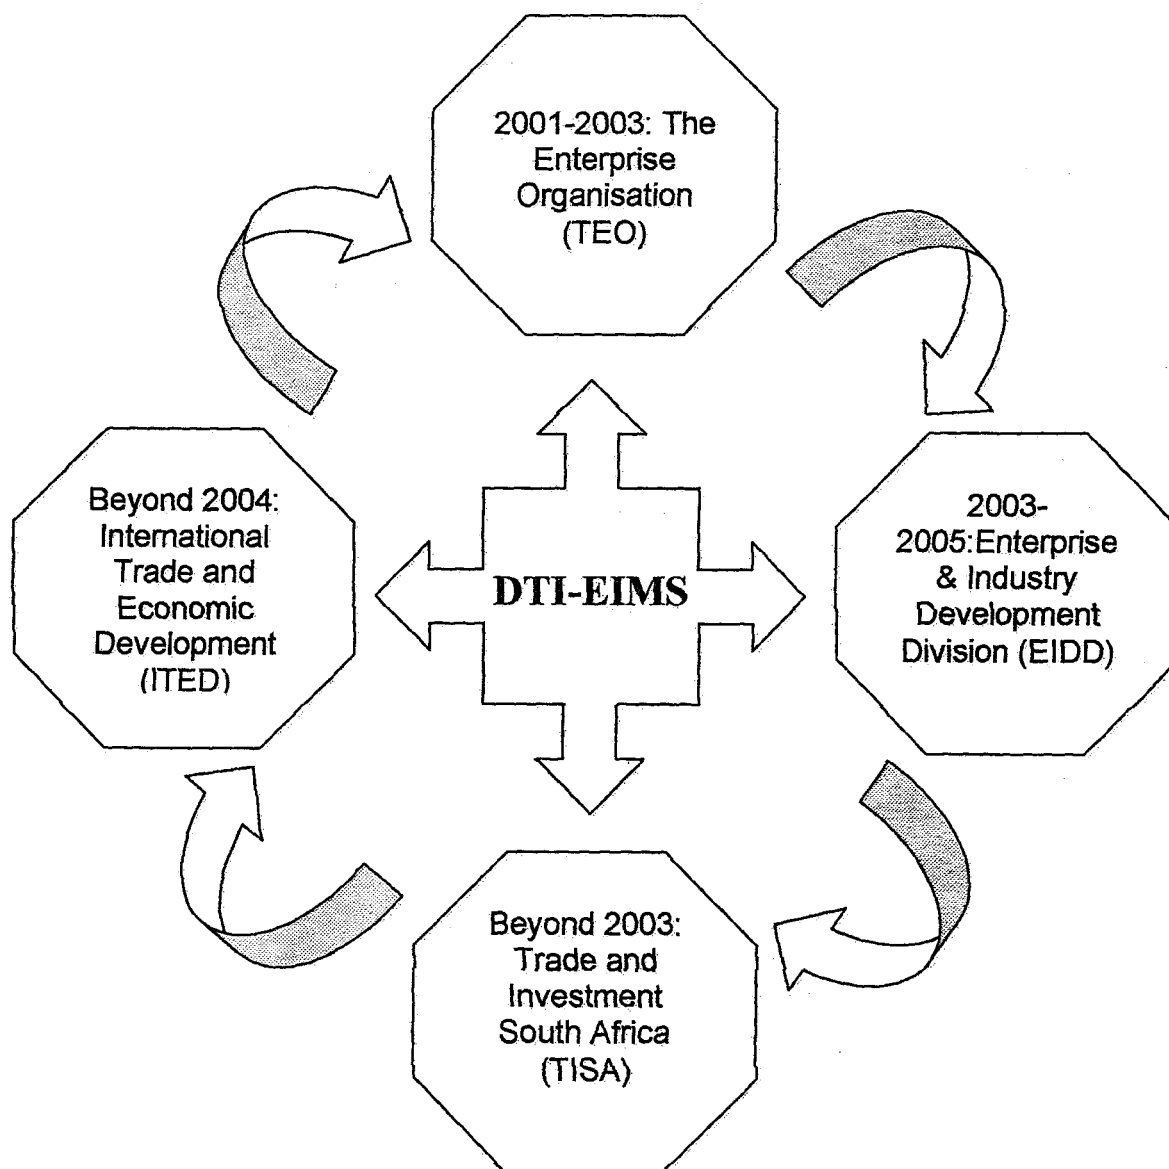 2001-2003: The
Enterprise
Organisation
(TEO)
Beyond 2004:
International
Trade and
Economic
Development
(ITED)
DTI-EIMS
2003-
2005:Enterprise
& Industry
Development
Division (EIDD)
Beyond 2003:
Trade and
Investment
South Africa
(TISA)